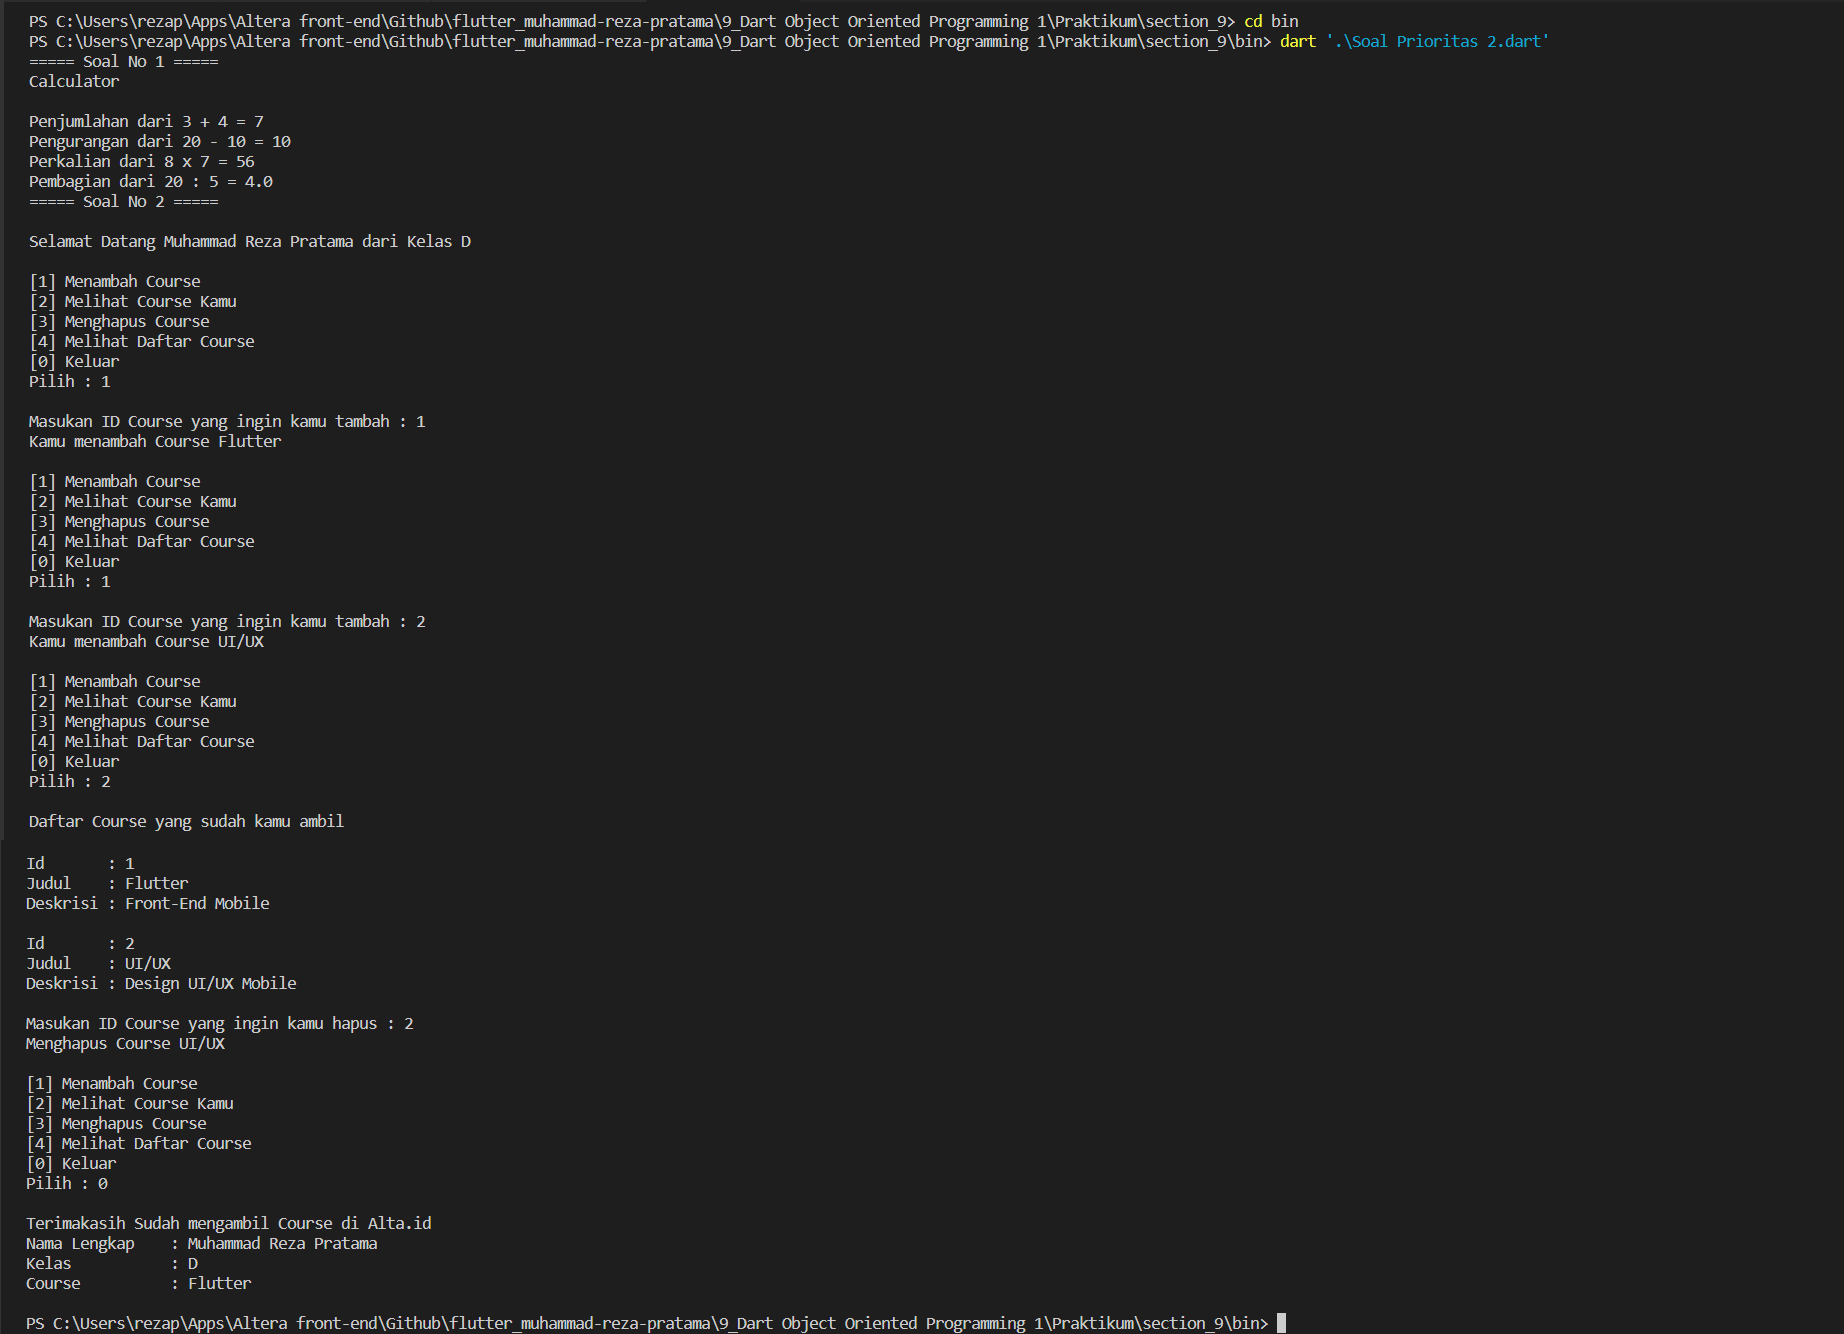 PS C:\Users\rezap\Apps\Altera front-end\Github\flutter_muhammad-reza-pratama\9_Dart Object Oriented Programming 1\Praktikum\section_9> cd bin
PS C:\Users\rezap\Apps\Altera front-end\Github\flutter_muhammad-reza-pratama\9_Dart Object Oriented Programming 1\Praktikum\section_9\bin> dart '.\Soal Prioritas 2.dart'
===== Soal No 1 =====
Calculator
Penjumlahan dari 3 + 4 = 7
Pengurangan dari 20 - 10 = 10
Perkalian dari 8 x 7 = 56
Pembagian dari 20 : 5 = 4.0
===== Soal No 2 =====
Selamat Datang Muhammad Reza Pratama dari Kelas D
[1] Menambah Course
[2] Melihat Course Kamu
[3] Menghapus Course
[4] Melihat Daftar Course
[0] Keluar
Pilih : 1
Masukan ID Course yang ingin kamu tambah : 1
Kamu menambah Course Flutter
[1] Menambah Course
[2] Melihat Course Kamu
[3] Menghapus Course
[4] Melihat Daftar Course
[0] Keluar
Pilih : 1
Masukan ID Course yang ingin kamu tambah : 2
Kamu menambah Course UI/UX
[1] Menambah Course
[2] Melihat Course Kamu
[3] Menghapus Course
[4] Melihat Daftar Course
[0] Keluar
Pilih : 2
Daftar Course yang sudah kamu ambil
Id       : 1
Judul    : Flutter
Deskrisi : Front-End Mobile
Id       : 2
Judul    : UI/UX
Deskrisi : Design UI/UX Mobile
Masukan ID Course yang ingin kamu hapus : 2
Menghapus Course UI/UX
[1] Menambah Course
[2] Melihat Course Kamu
[3] Menghapus Course
[4] Melihat Daftar Course
[0] Keluar
Pilih : 0
Terimakasih Sudah mengambil Course di Alta.id
Nama Lengkap    : Muhammad Reza Pratama
Kelas           : D
Course          : Flutter
PS C:\Users\rezap\Apps\Altera front-end\Github\flutter_muhammad-reza-pratama\9_Dart Object Oriented Programming 1\Praktikum\section_9\bin>